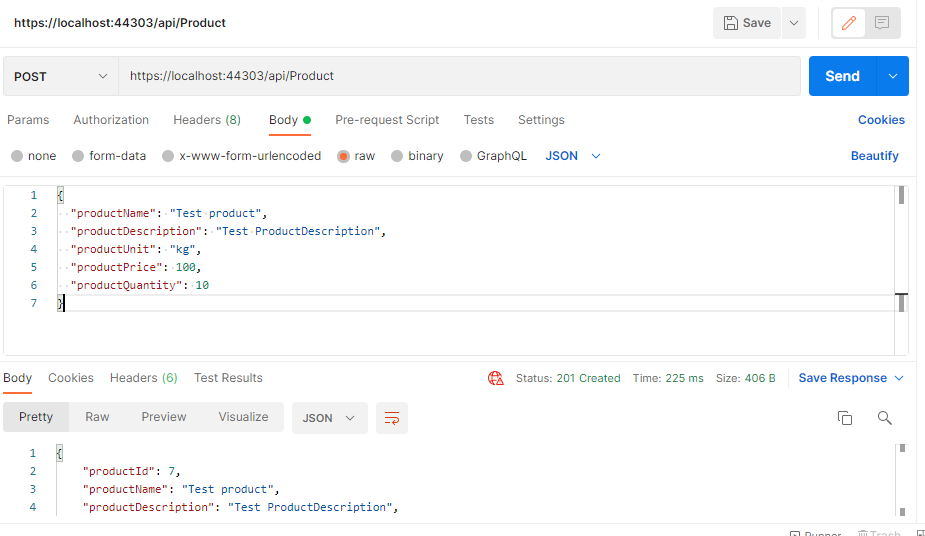 https://localhost:44303/api/Product Save
POST https://localhost:44303/api/Product Send
Params Authorization Headers (8) Body Pre-request Script Tests Settings Cookies
none form-data x-www-form-urlencoded raw binary GraphQL JSON Beautify
1 {
2 "productName": "Test product",
3 "productDescription": "Test ProductDescription",
4 "productUnit": "kg",
5 "productPrice": 100,
6 "productQuantity": 10
7 }
Body Cookies Headers (6) Test Results Status: 201 Created Time: 225 ms Size: 406 B Save Response
Pretty Raw Preview Visualize JSON
1 {
2 "productId": 7,
3 "productName": "Test product",
4 "productDescription": "Test ProductDescription",
Runner Trash